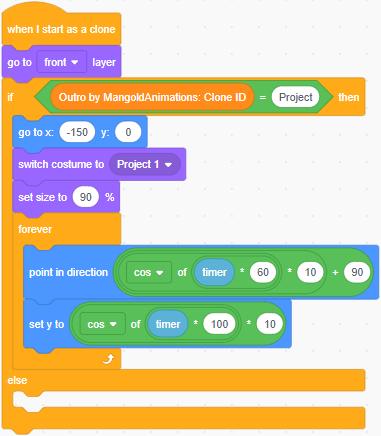 when I start as a clone
go to front layer
if Outro by MangoldAnimations: Clone ID = Project then
go to x: -150 y: 0
switch costume to Project 1
set size to 90 %
forever
point in direction cos of timer * 60 * 10 + 90
set y to cos of timer * 100 * 10
else